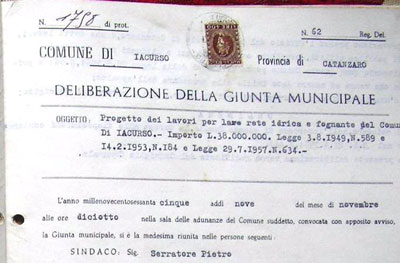 N. 1758 di prot.
N. 62 Reg. Del.
COMUNE DI IACURSO
Provincia di CATANZARO
DELIBERAZIONE DELLA GIUNTA MUNICIPALE
OGGETTO: Progetto dei lavori per la rete idrica e fognante del Comu
Di IACURSO.- Importo L.38.000.000. Legge 3.8.1949,N.589 e
I4.2.1953,N.184 e Legge 29.7.1957.N.634.-
L'anno millenovecentosessanta cinque addi nove del mese di novembre
alle ore diciotto nella sala delle adunanze del Comune suddetto, convocata con apposito avviso,
la Giunta municipale, si è la medesima riunita nelle persone seguenti:
SINDACO: Sig. Serratore Pietro